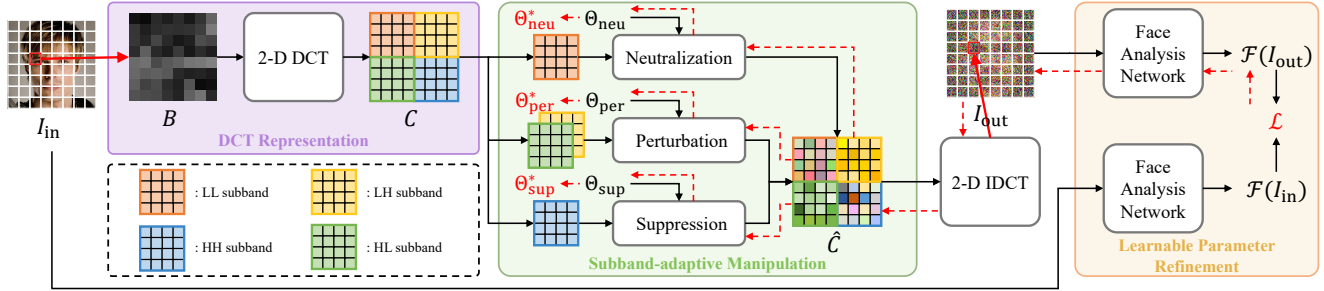 I_in
B
2-D DCT
C
DCT Representation
: LL subband
: LH subband
: HH subband
: HL subband
Θ*_neu
Θ_neu
Neutralization
Θ*_per
Θ_per
Perturbation
Θ*_sup
Θ_sup
Suppression
Ĉ
Subband-adaptive Manipulation
I_out
2-D IDCT
Face
Analysis
Network
ℱ(I_out)
ℒ
Face
Analysis
Network
ℱ(I_in)
Learnable Parameter
Refinement